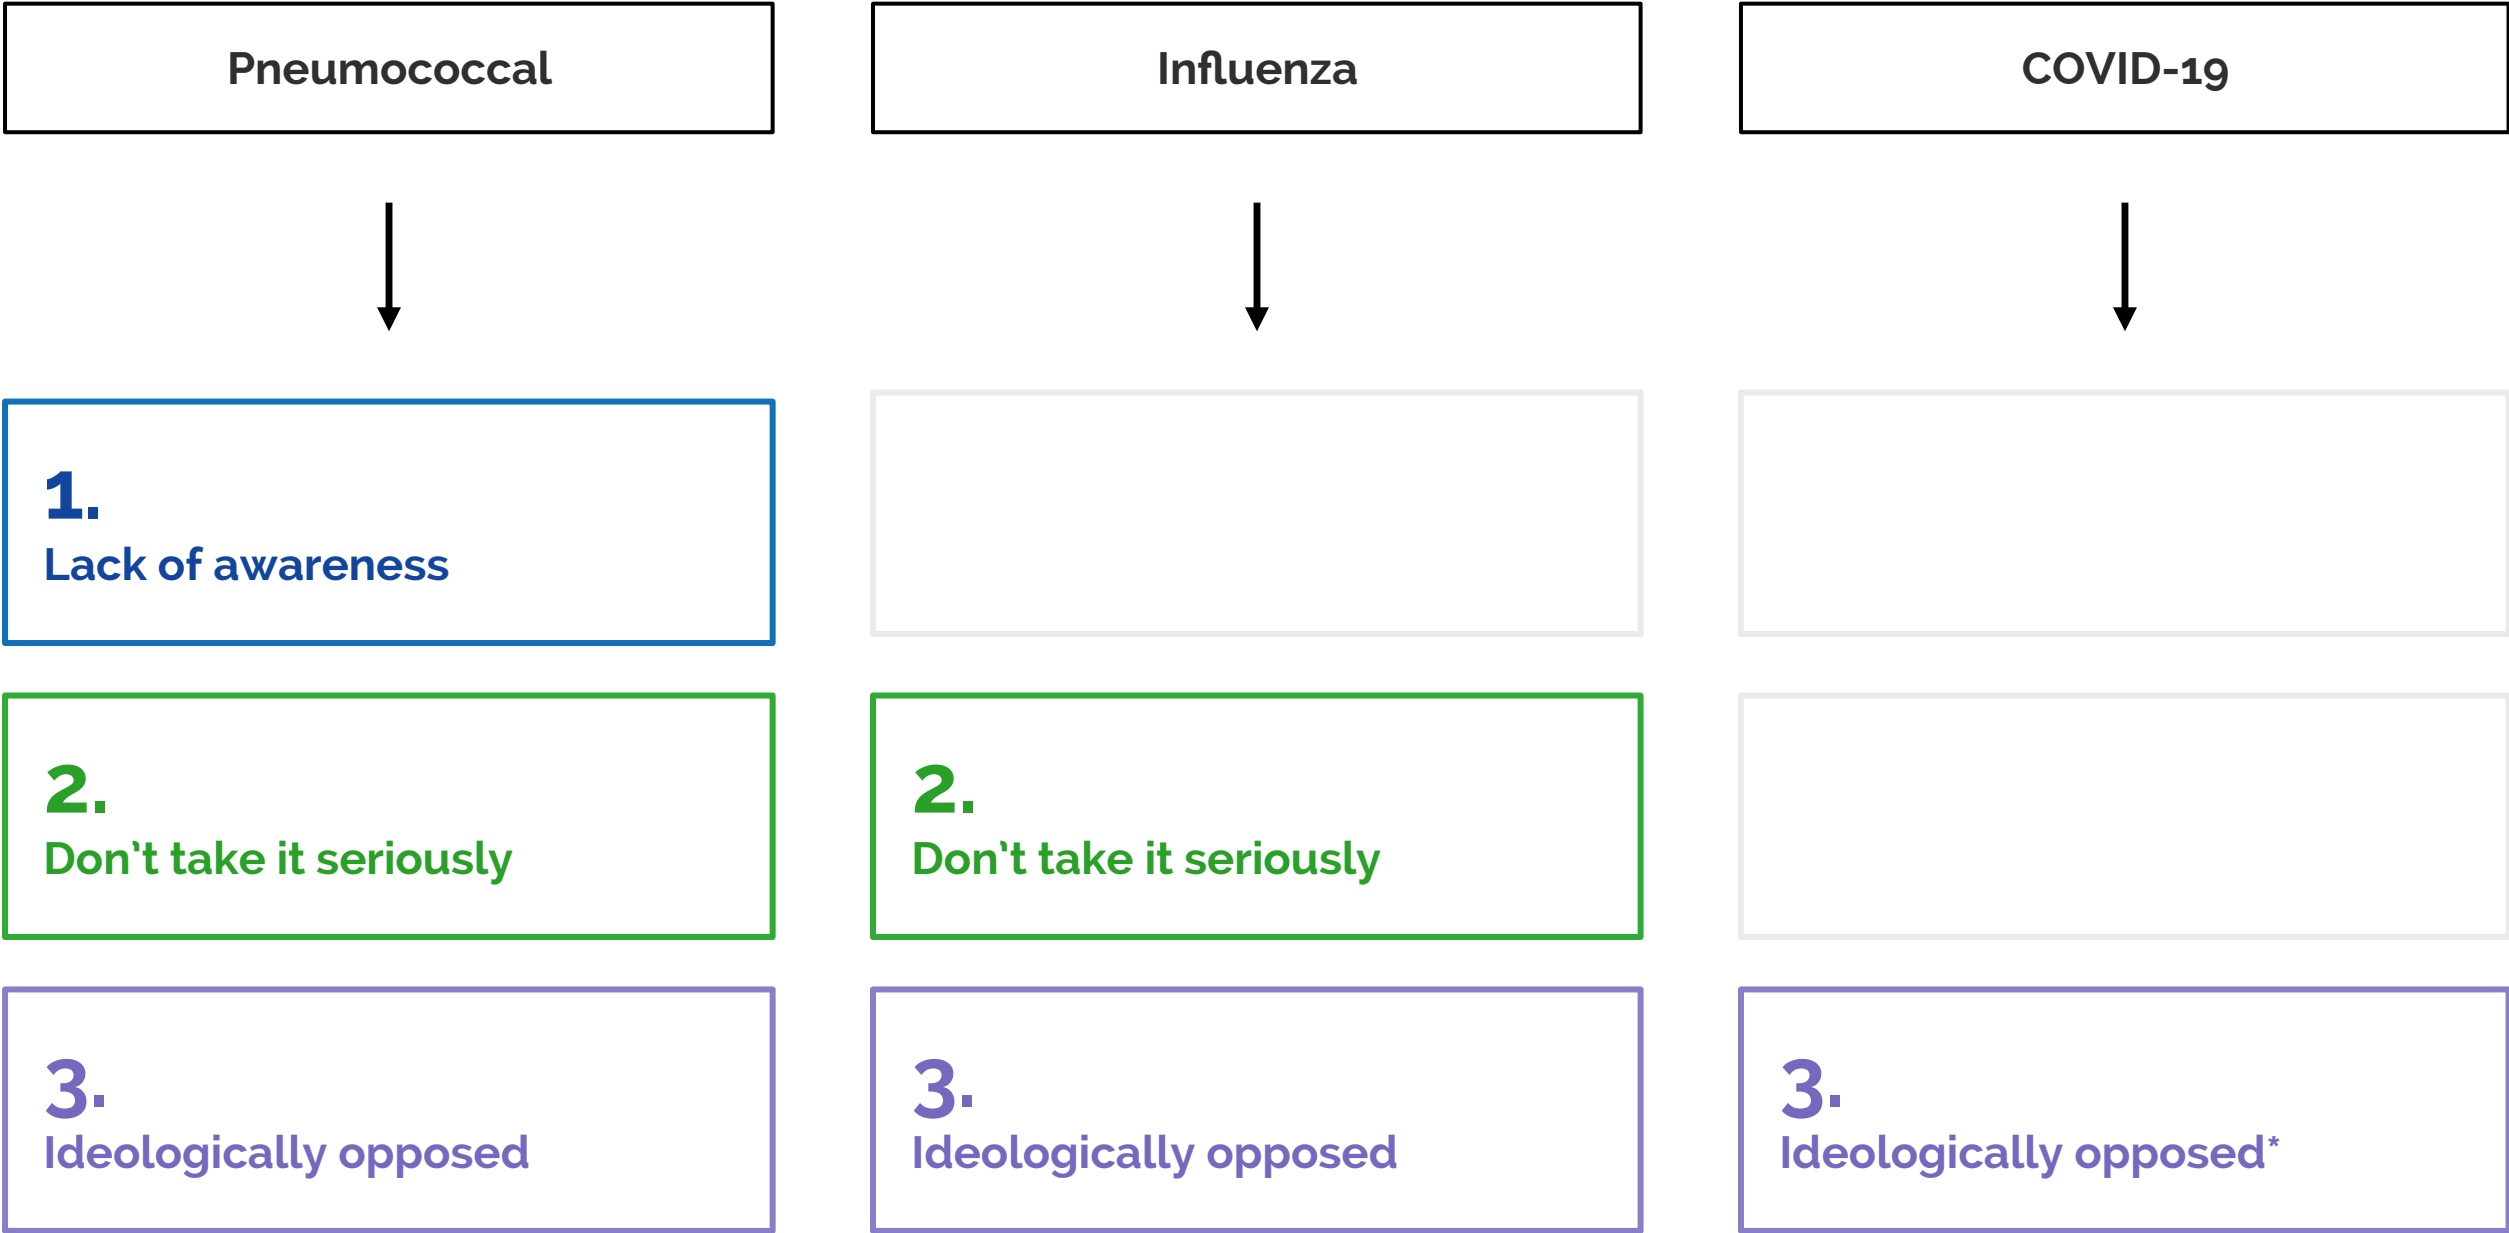 Pneumococcal
Influenza
COVID-19
1.
Lack of awareness
2.
Don't take it seriously
2.
Don't take it seriously
3.
Ideologically opposed
3.
Ideologically opposed
3.
Ideologically opposed*